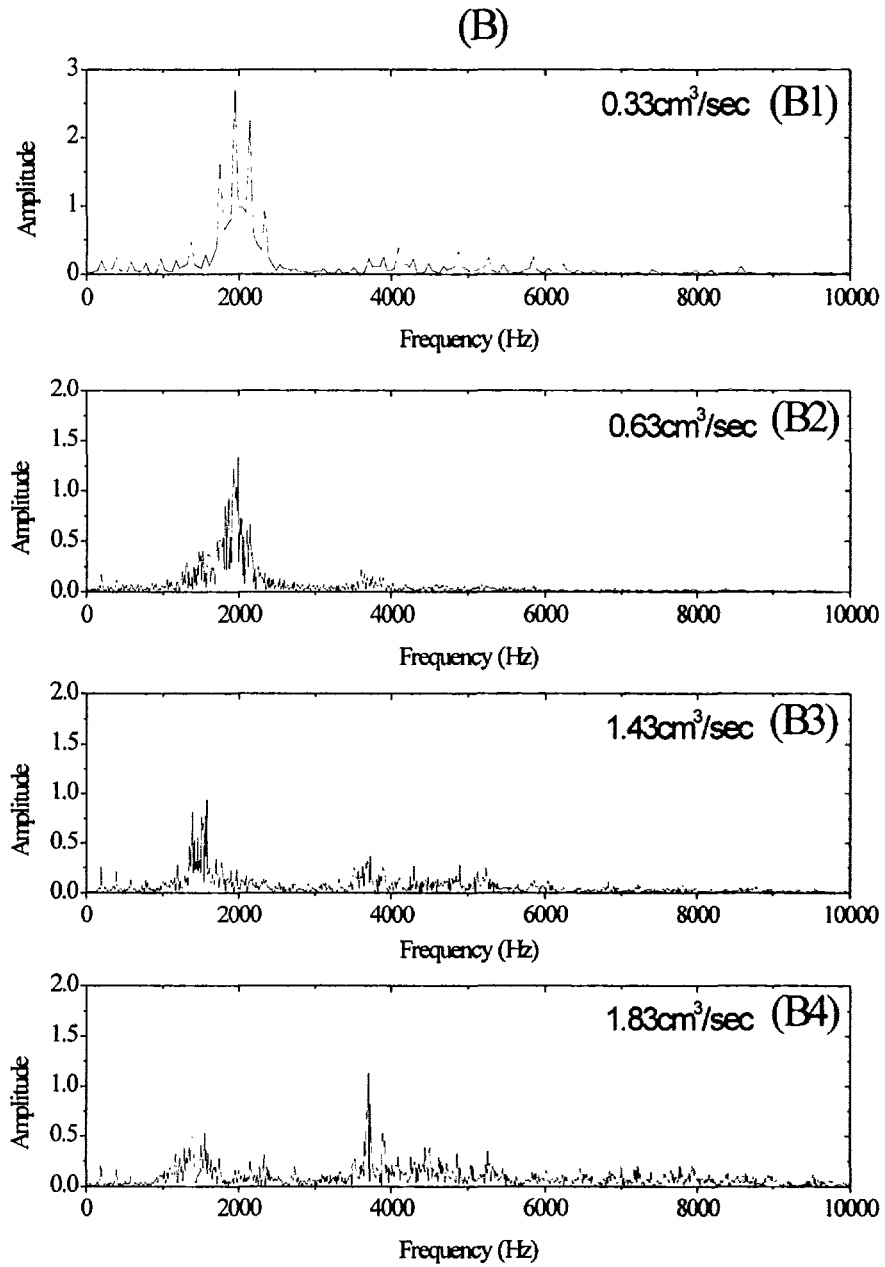 (B)
3
0.33cm³/sec (B1)
2
Amplitude
1
0
0 2000 4000 6000 8000 10000
Frequency (Hz)
2.0
0.63cm³/sec (B2)
1.5
Amplitude
1.0
0.5
0.0
0 2000 4000 6000 8000 10000
Frequency (Hz)
2.0
1.43cm³/sec (B3)
1.5
Amplitude
1.0
0.5
0.0
0 2000 4000 6000 8000 10000
Frequency (Hz)
2.0
1.83cm³/sec (B4)
1.5
Amplitude
1.0
0.5
0.0
0 2000 4000 6000 8000 10000
Frequency (Hz)